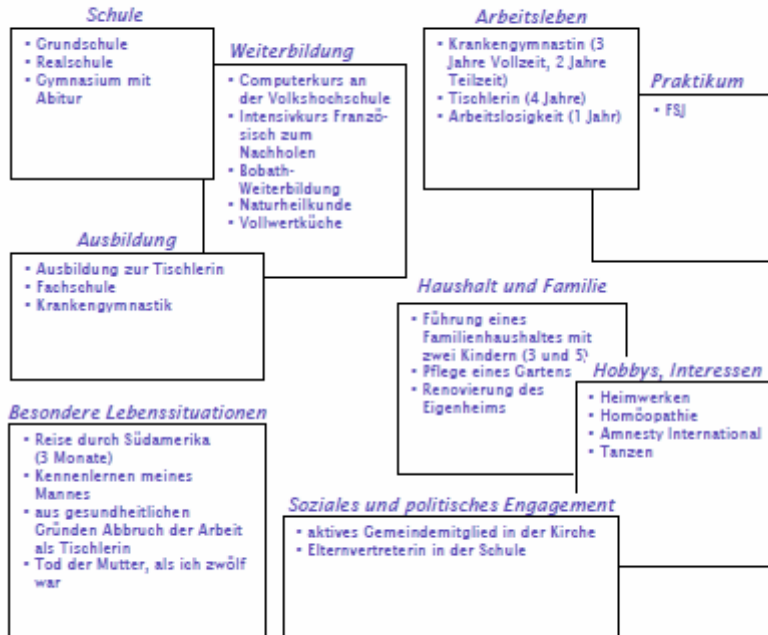 Schule
• Grundschule
• Realschule
• Gymnasium mit
Abitur
Weiterbildung
• Computerkurs an
der Volkshochschule
• Intensivkurs Franzö-
sisch zum
Nachholen
• Bobath-
Weiterbildung
• Naturheilkunde
• Vollwertküche
Arbeitsleben
• Krankengymnastin (3
Jahre Vollzeit, 2 Jahre
Teilzeit)
• Tischlerin (4 Jahre)
• Arbeitslosigkeit (1 Jahr)
Praktikum
• FSJ
Ausbildung
• Ausbildung zur Tischlerin
• Fachschule
• Krankengymnastik
Haushalt und Familie
• Führung eines
Familienhaushaltes mit
zwei Kindern (3 und 5)
• Pflege eines Gartens
• Renovierung des
Eigenheims
Hobbys, Interessen
• Heimwerken
• Homöopathie
• Amnesty International
• Tanzen
Besondere Lebenssituationen
• Reise durch Südamerika
(3 Monate)
• Kennenlernen meines
Mannes
• aus gesundheitlichen
Gründen Abbruch der Arbeit
als Tischlerin
• Tod der Mutter, als ich zwölf
war
Soziales und politisches Engagement
• aktives Gemeindemitglied in der Kirche
• Elternvertreterin in der Schule